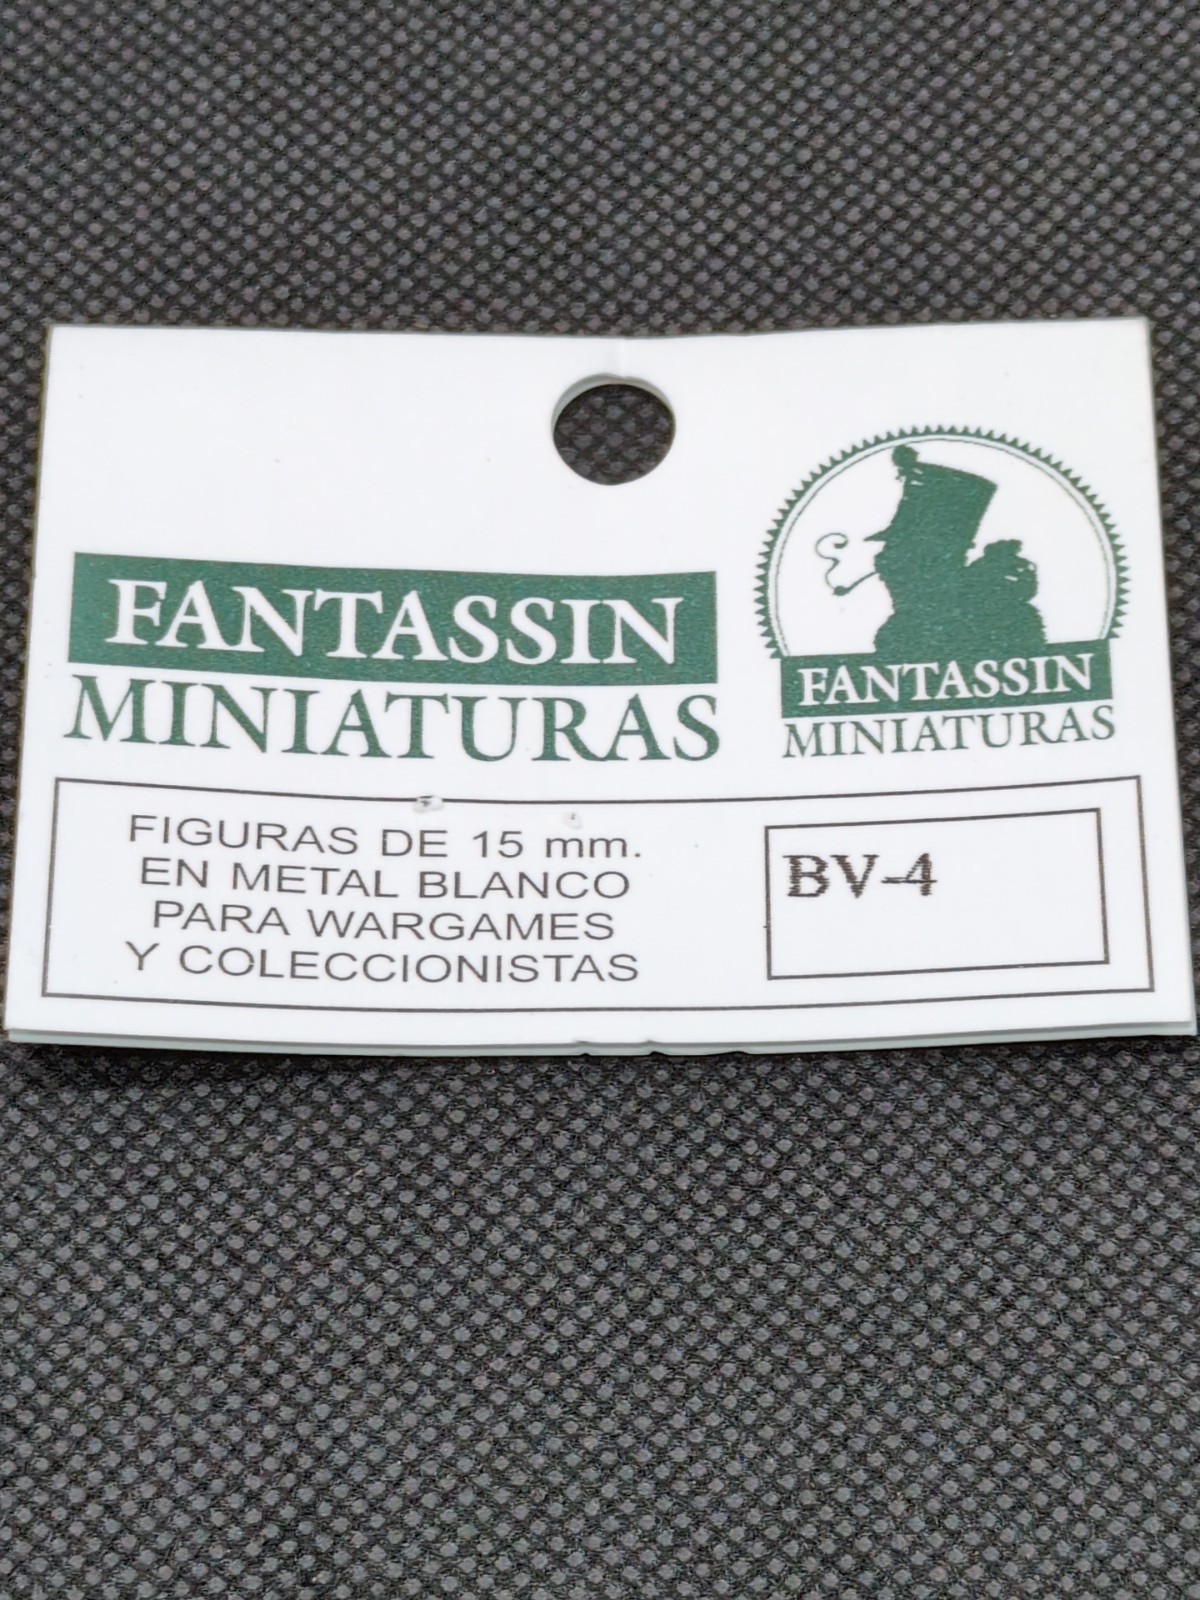 FANTASSIN
MINIATURAS
FANTASSIN
MINIATURAS
FIGURAS DE 15 mm.
EN METAL BLANCO
PARA WARGAMES
Y COLECCIONISTAS
BV-4